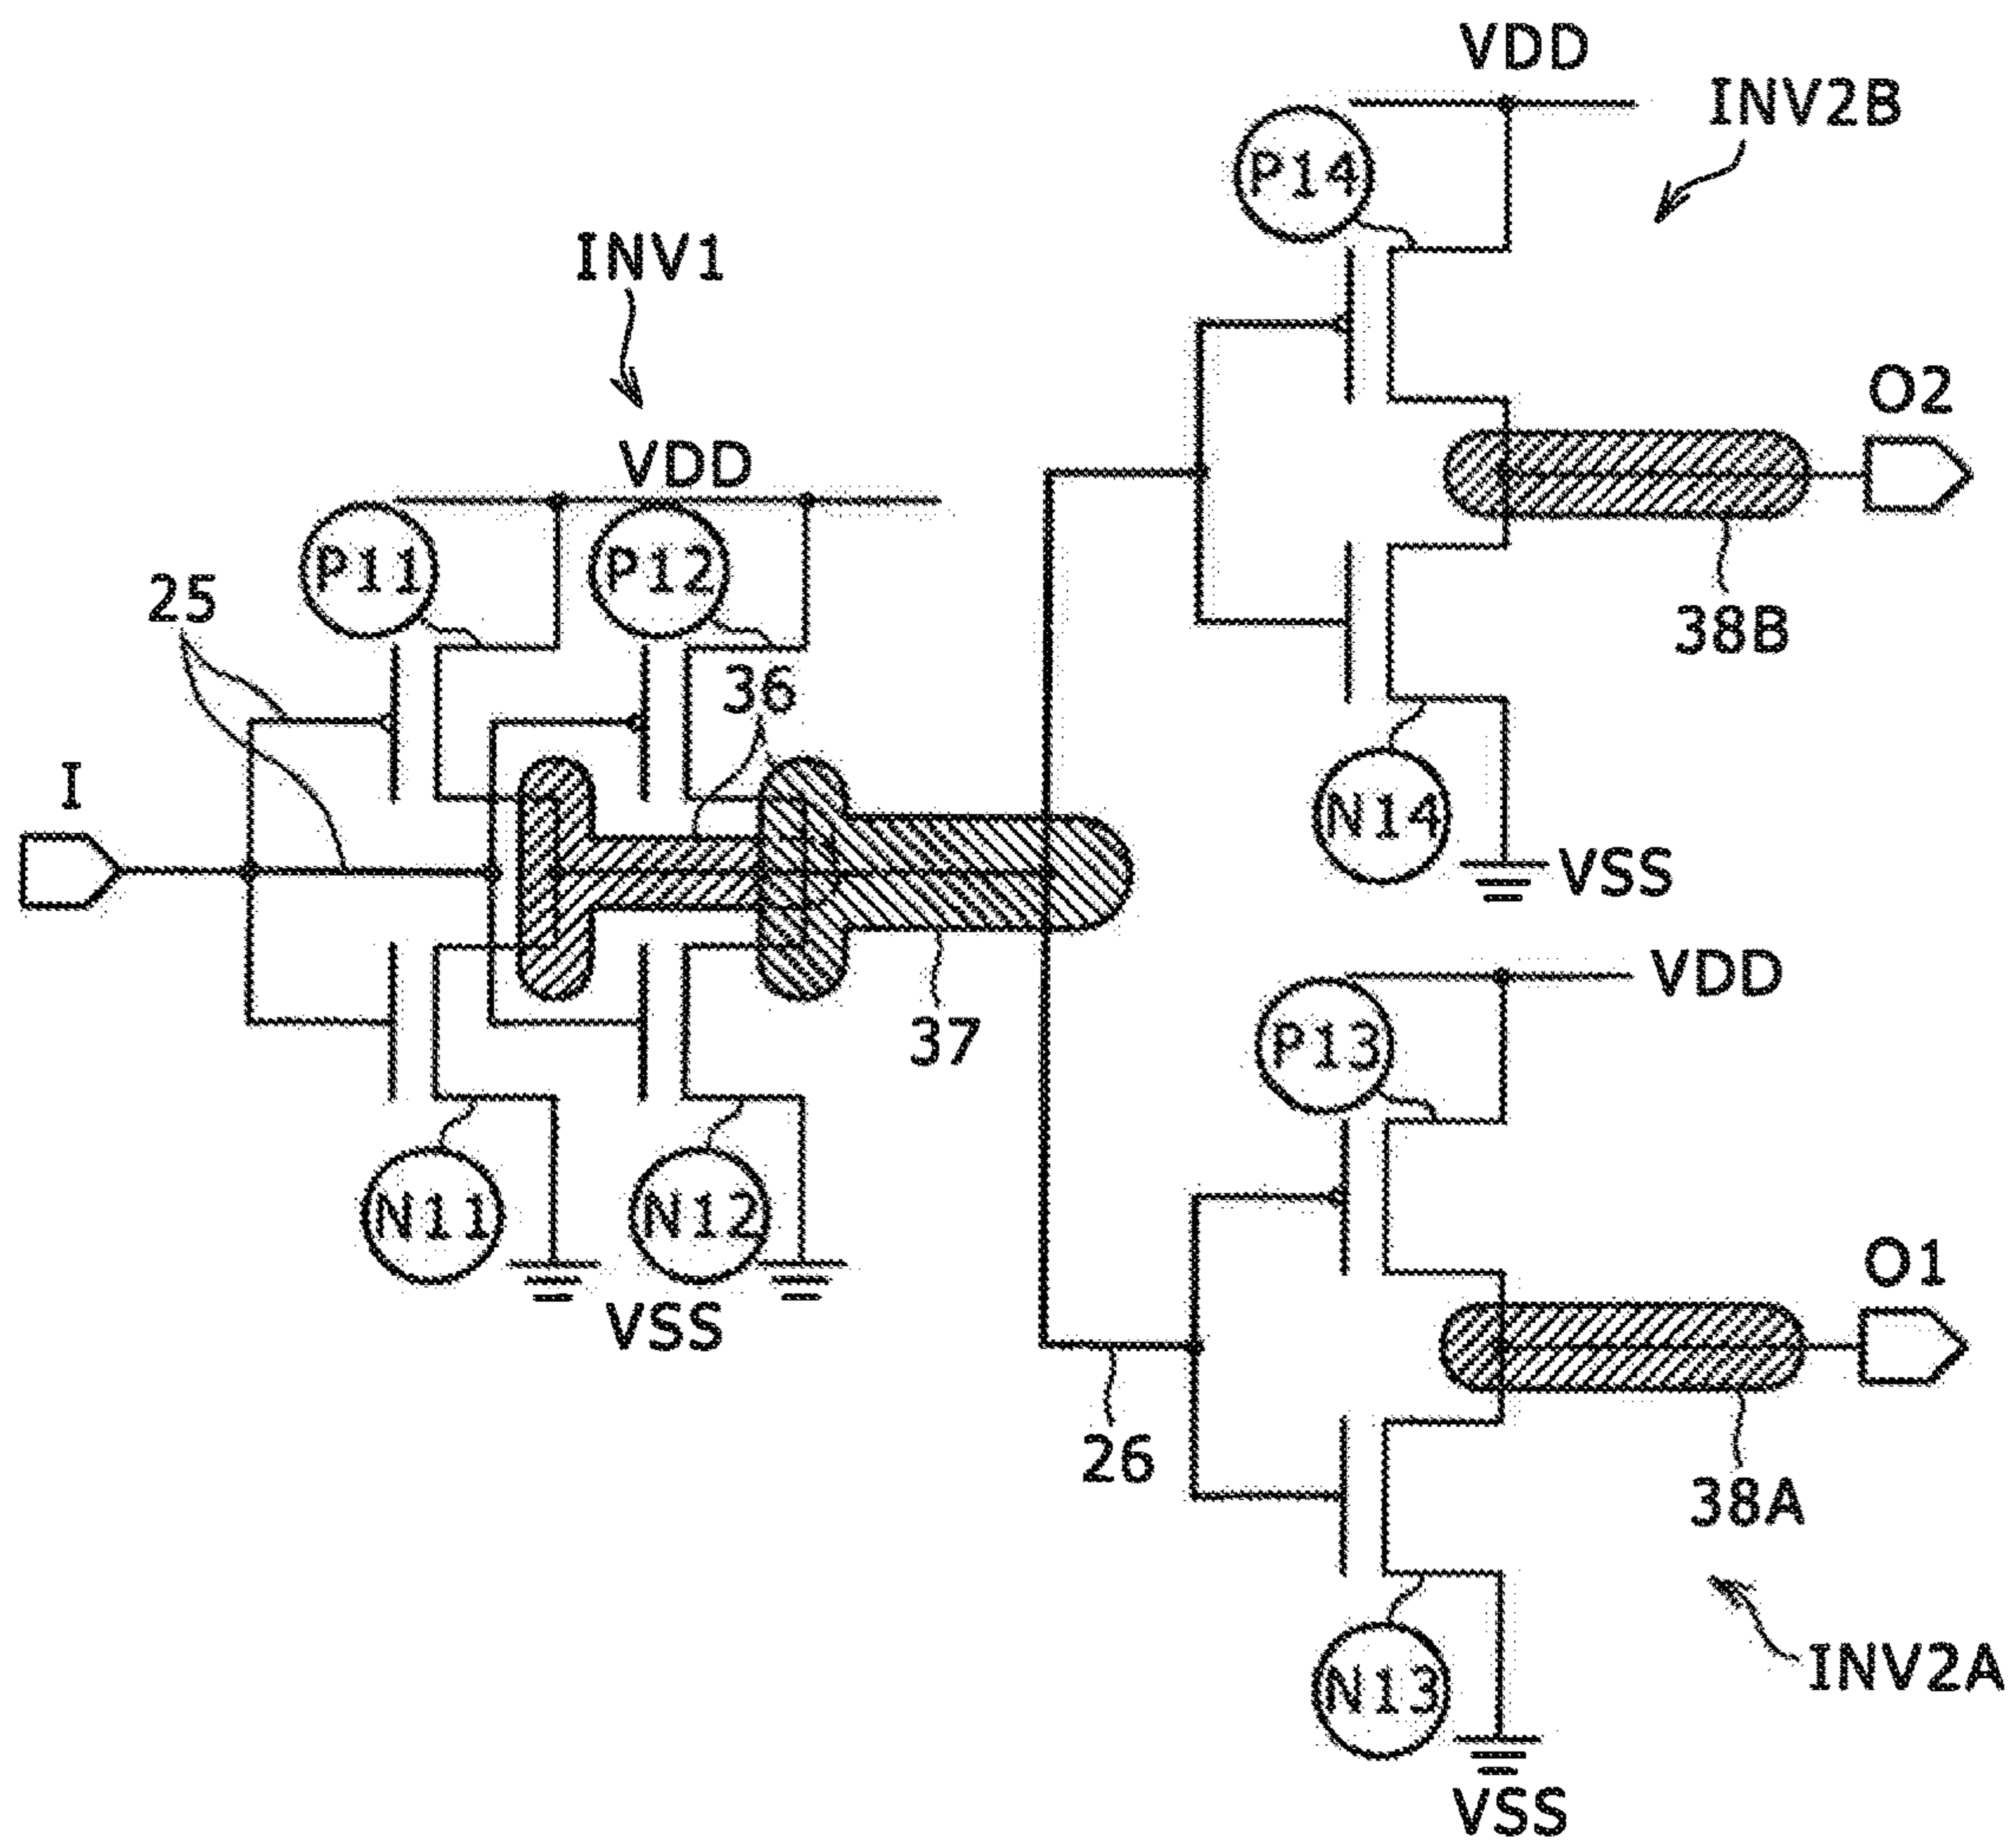 VDD
INV2B
P14
INV1
O2
VDD
P11
P12
25
38B
36
I
N14
VSS
VDD
37
P13
N11
N12
O1
VSS
26
38A
N13
INV2A
VSS